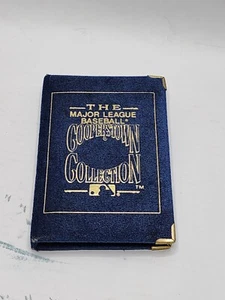 THE
MAJOR LEAGUE
BASEBALL®
COOPERSTOWN
COLLECTION
TM